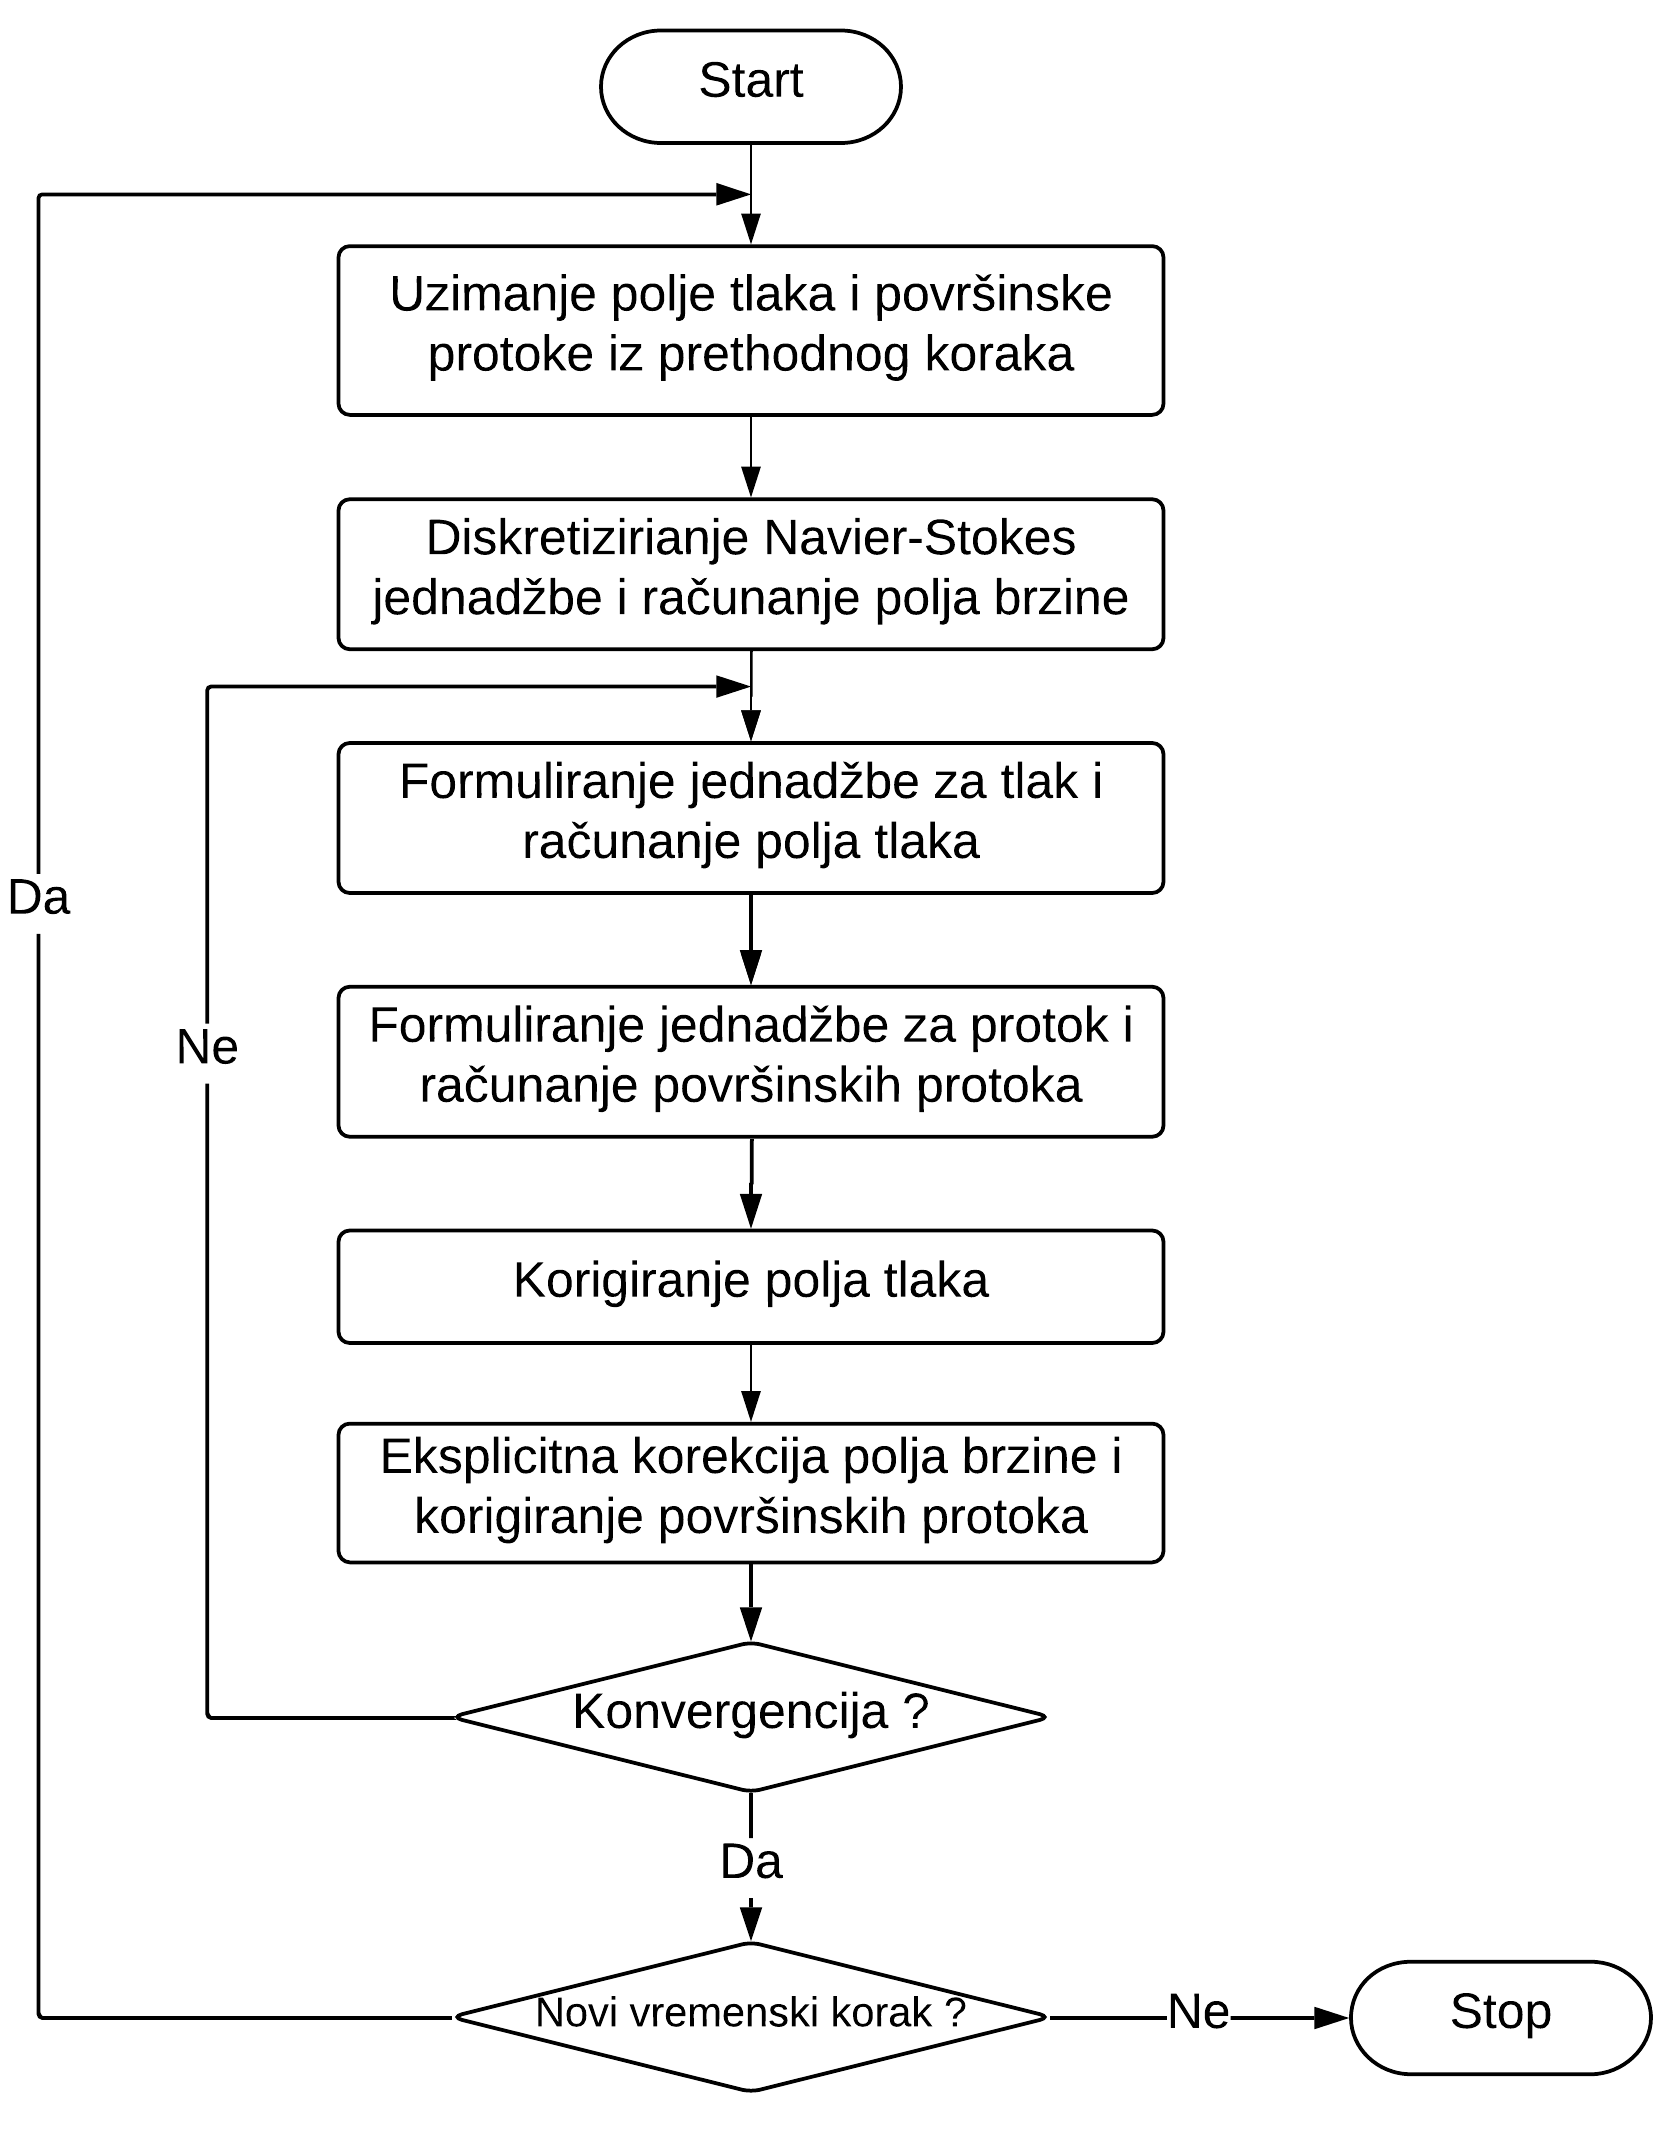 Start
Uzimanje polje tlaka i površinske
protoke iz prethodnog koraka
Diskretizirianje Navier-Stokes
jednadžbe i računanje polja brzine
Formuliranje jednadžbe za tlak i
računanje polja tlaka
Da
Formuliranje jednadžbe za protok i
Ne
računanje površinskih protoka
Korigiranje polja tlaka
Eksplicitna korekcija polja brzine i
korigiranje površinskih protoka
Konvergencija ?
Da
Novi vremenski korak ?
Ne
Stop